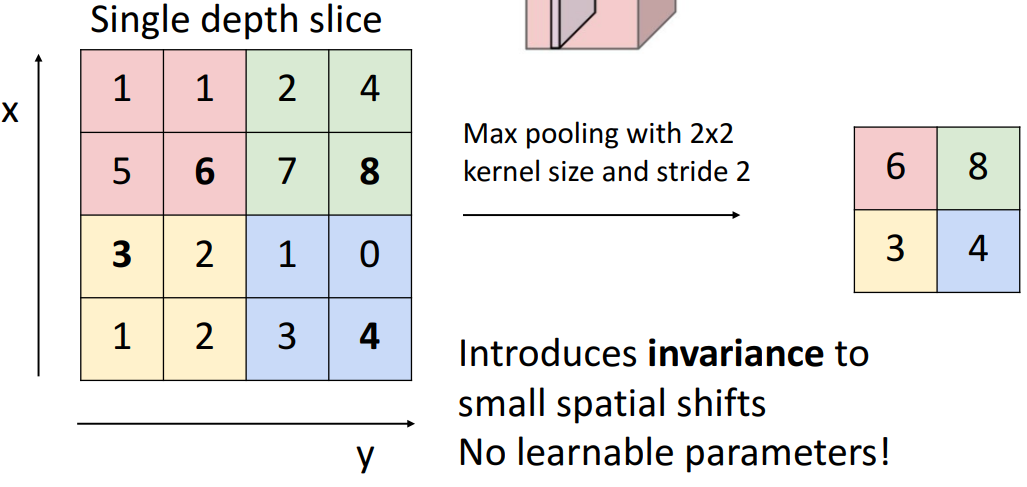 Single depth slice
x
1 1 2 4
5 6 7 8
3 2 1 0
1 2 3 4
y
Max pooling with 2x2
kernel size and stride 2
6 8
3 4
Introduces invariance to
small spatial shifts
No learnable parameters!